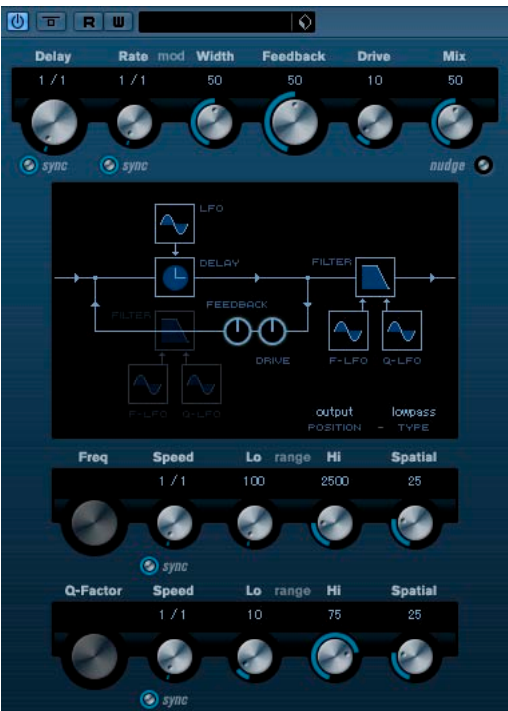 R W
Delay Rate mod Width Feedback Drive Mix
1 / 1 1 / 1 50 50 10 50
sync sync nudge
LFO
DELAY FILTER
FEEDBACK
FILTER
DRIVE F-LFO Q-LFO
F-LFO Q-LFO
output lowpass
POSITION - TYPE
Freq Speed Lo range Hi Spatial
1 / 1 100 2500 25
sync
Q-Factor Speed Lo range Hi Spatial
1 / 1 10 75 25
sync